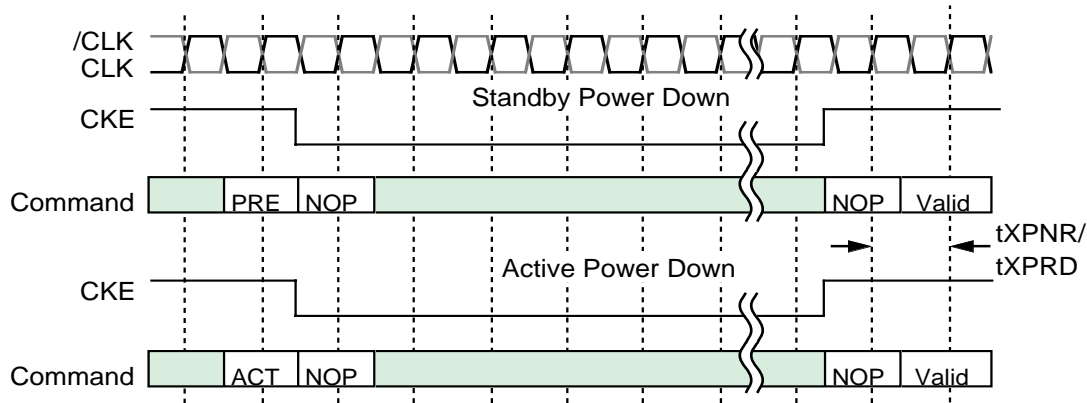 /CLK
CLK
Standby Power Down
CKE
Command PRE NOP NOP Valid
tXPNR/
tXPRD
Active Power Down
CKE
Command ACT NOP NOP Valid